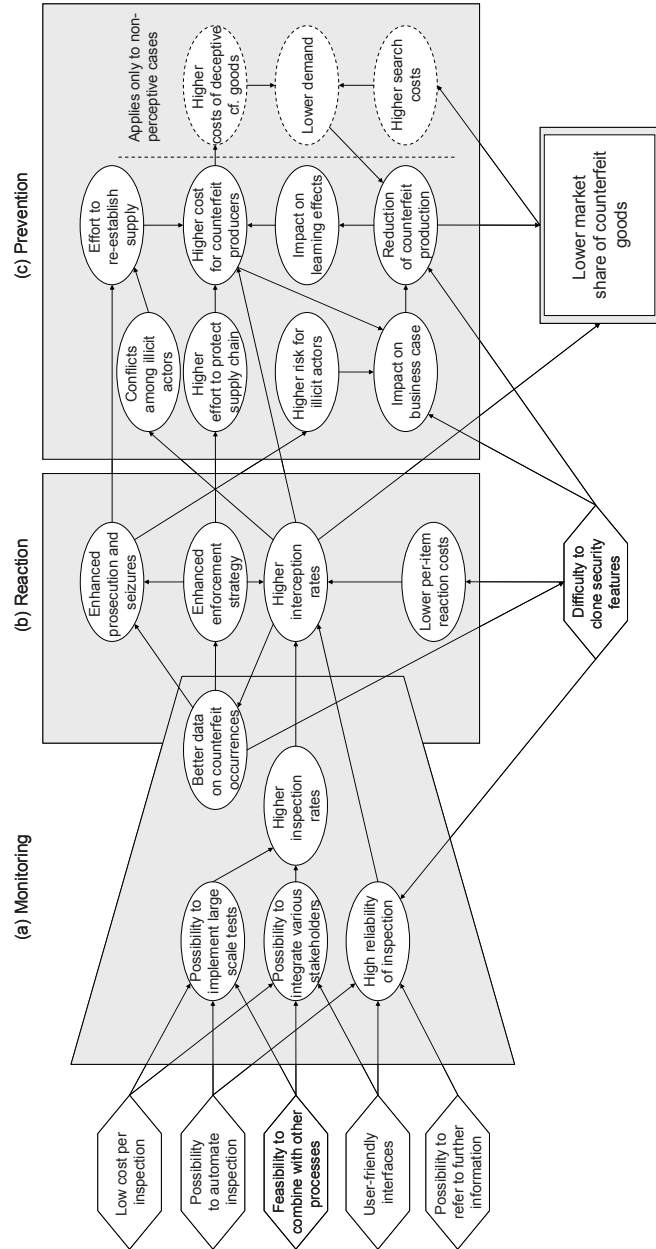 (a) Monitoring
(b) Reaction
(c) Prevention
Low cost per
inspection
Possibility
to automate
inspection
Feasibility to
combine with other
processes
User-friendly
interfaces
Possibility to
refer to further
information
Possibility to
implement large
scale tests
Possibility to
integrate various
stakeholders
High reliability
of inspection
Higher
inspection
rates
Better data
on counterfeit
occurrences
Enhanced
prosecution and
seizures
Enhanced
enforcement
strategy
Higher
interception
rates
Lower per-item
reaction costs
Difficulty to
clone security
features
Conflicts
among illicit
actors
Higher
effort to protect
supply chain
Higher risk for
illicit actors
Impact on
business case
Effort to
re-establish
supply
Higher cost
for counterfeit
producers
Impact on
learning effects
Reduction
of counterfeit
production
Applies only to non-
perceptive cases
Higher
costs of deceptive
cf. goods
Lower demand
Higher search
costs
Lower market
share of counterfeit
goods